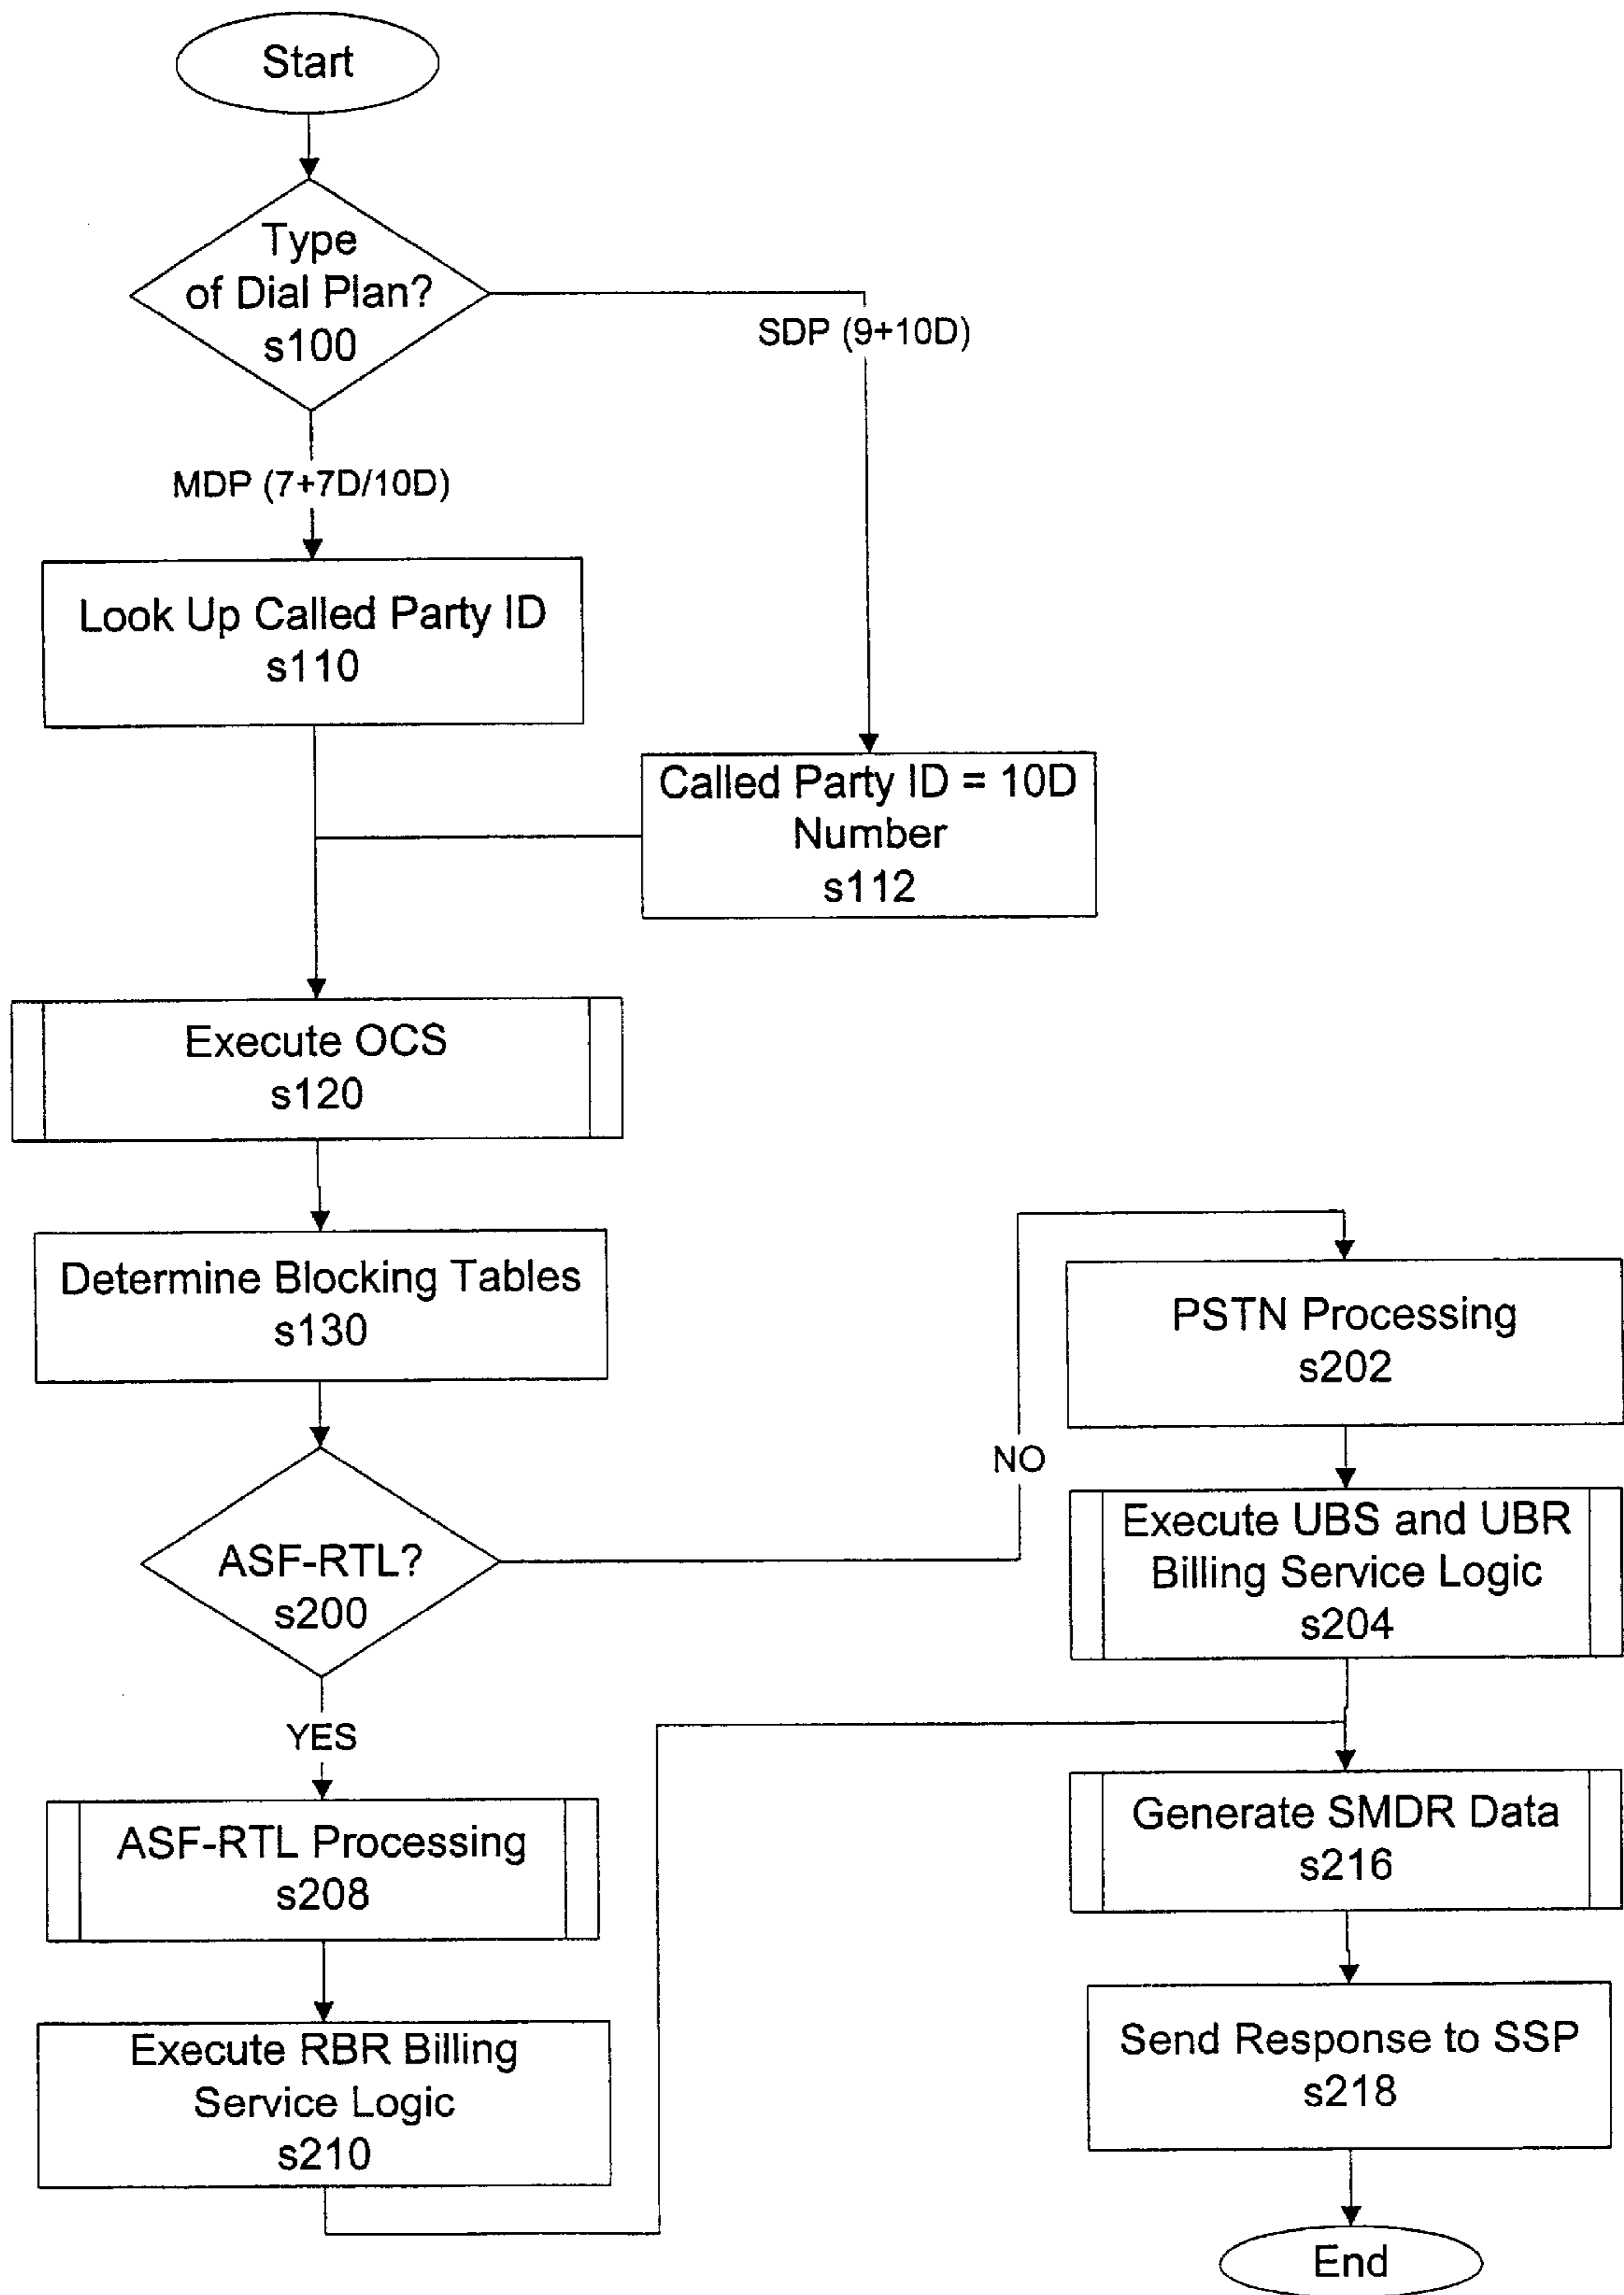 Start
Type
of Dial Plan?
s100
SDP (9+10D)
MDP (7+7D/10D)
Look Up Called Party ID
s110
Called Party ID = 10D
Number
s112
Execute OCS
s120
Determine Blocking Tables
s130
ASF-RTL?
s200
NO
PSTN Processing
s202
Execute UBS and UBR
Billing Service Logic
s204
YES
ASF-RTL Processing
s208
Execute RBR Billing
Service Logic
s210
Generate SMDR Data
s216
Send Response to SSP
s218
End